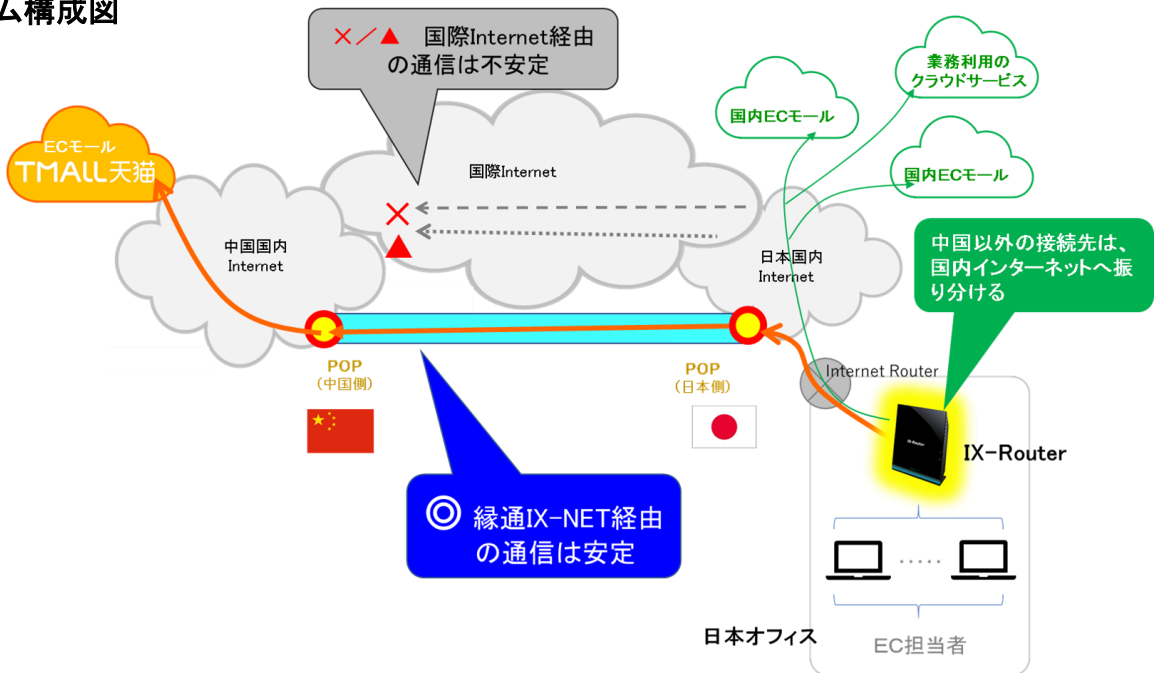 ム構成図
×/▲ 国際Internet経由
の通信は不安定
業務利用の
クラウドサービス
国内ECモール
国内ECモール
ECモール
TMALL天猫
国際Internet
中国国内
Internet
日本国内
Internet
中国以外の接続先は、
国内インターネットへ振
り分ける
POP
(中国側)
POP
(日本側)
Internet Router
IX-Router
IX-Router
◎ 縁通IX-NET経由
の通信は安定
日本オフィス
EC担当者